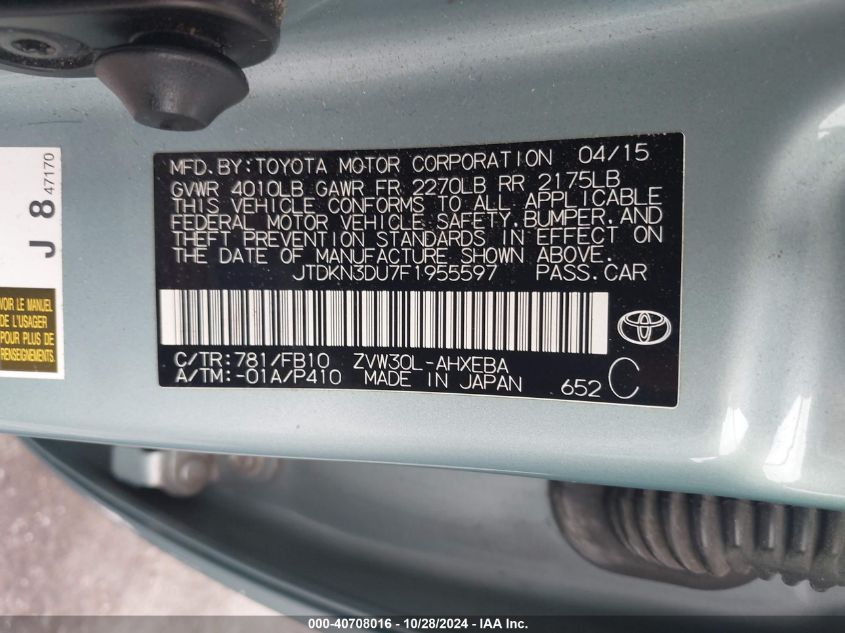 MFD.BY:TOYOTA MOTOR CORPORATION 04/15
GVWR 4010LB GAWR FR 2270LB RR 2175LB
THIS VEHICLE CONFORMS TO ALL APPLICABLE
FEDERAL MOTOR VEHICLE SAFETY,BUMPER,AND
THEFT PREVENTION STANDARDS IN EFFECT ON
THE DATE OF MANUFACTURE SHOWN ABOVE.
JTDKN3DU7F1955597 PASS.CAR
C/TR:781/FB10 ZVW30L-AHXEBA
A/TM:-01A/P410 MADE IN JAPAN 652 C
J 8 47170
VOIR LE MANUEL
DE L'USAGER
POUR PLUS DE
RENSEIGNEMENTS
000-40708016 - 10/28/2024 - Copyright © 2024 IAA, Inc.